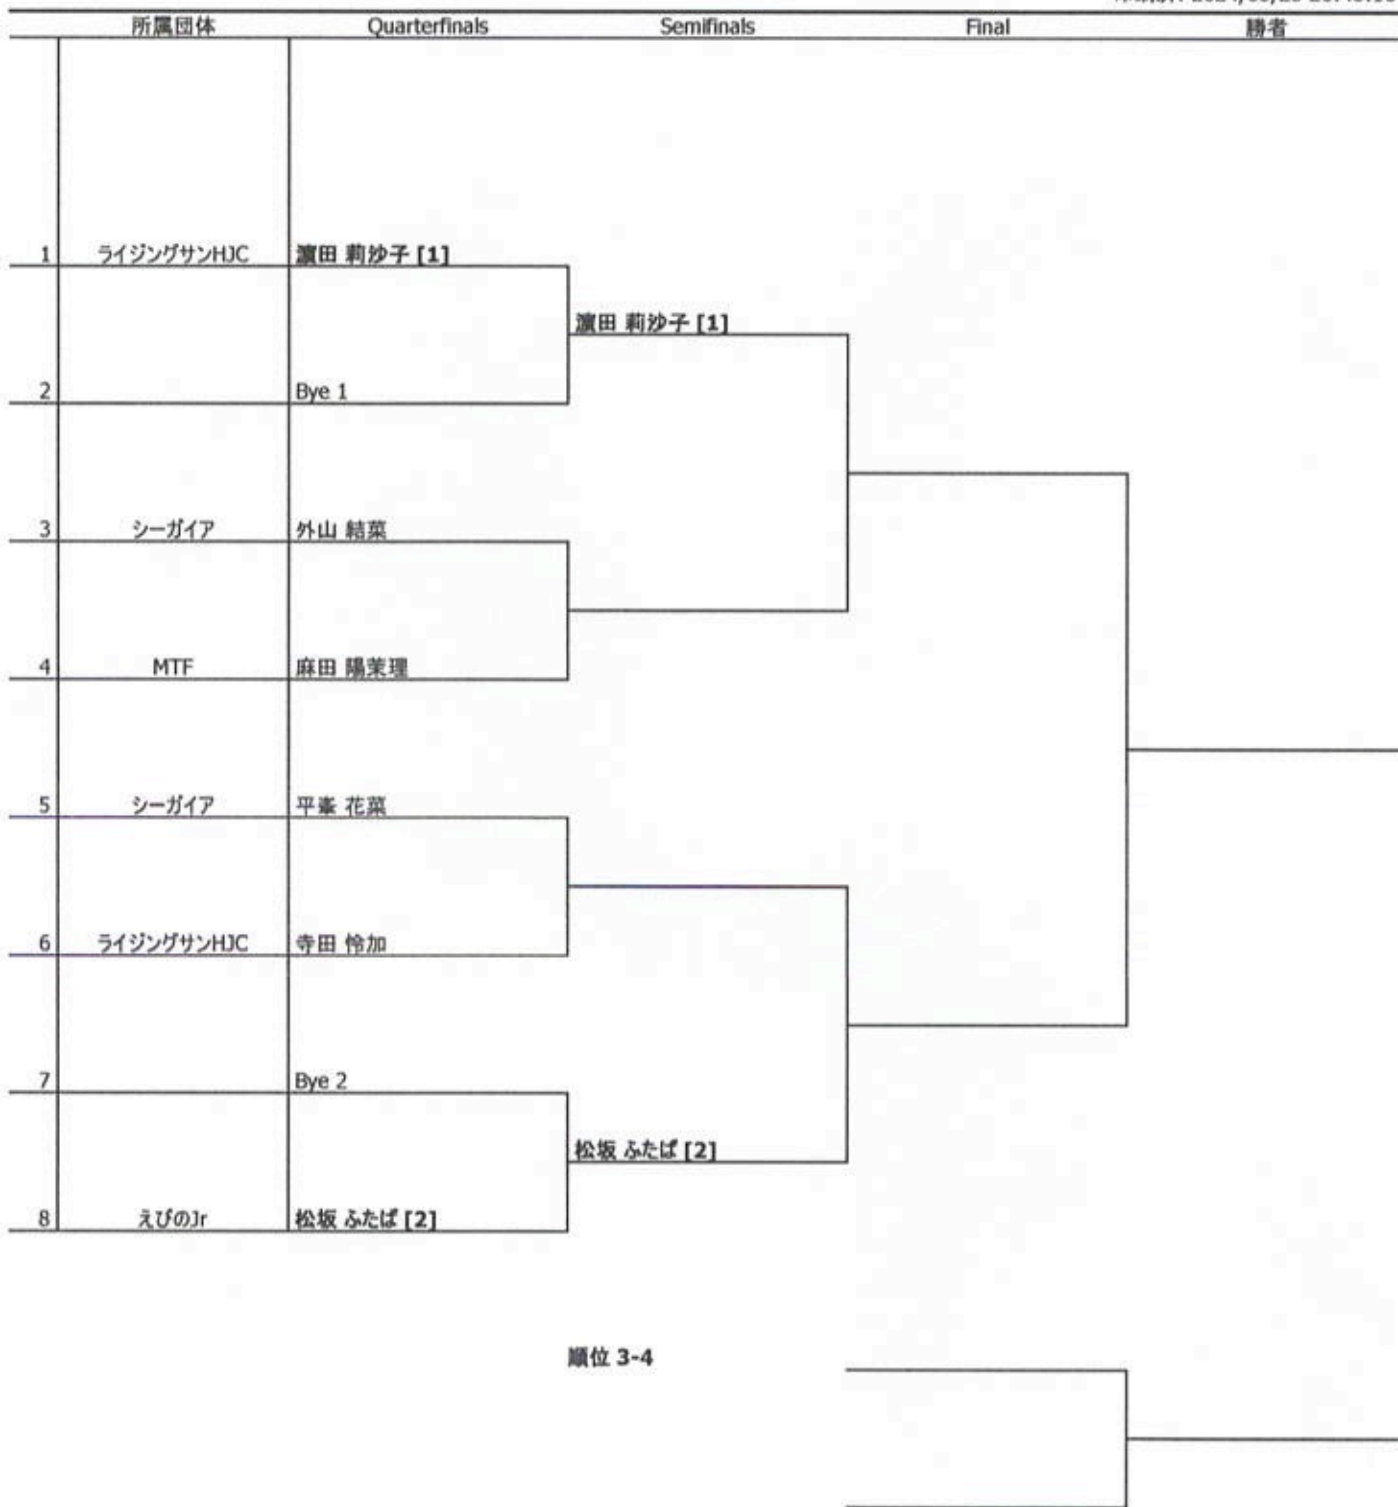 所属団体 Quarterfinals Semifinals Final 勝者
1 ライジングサンHJC 濵田 莉沙子 [1]
濵田 莉沙子 [1]
2 Bye 1
3 シーガイア 外山 結菜
4 MTF 麻田 陽茉理
5 シーガイア 平峯 花菜
6 ライジングサンHJC 寺田 怜加
7 Bye 2
松坂 ふたば [2]
8 えびのJr 松坂 ふたば [2]
順位 3-4